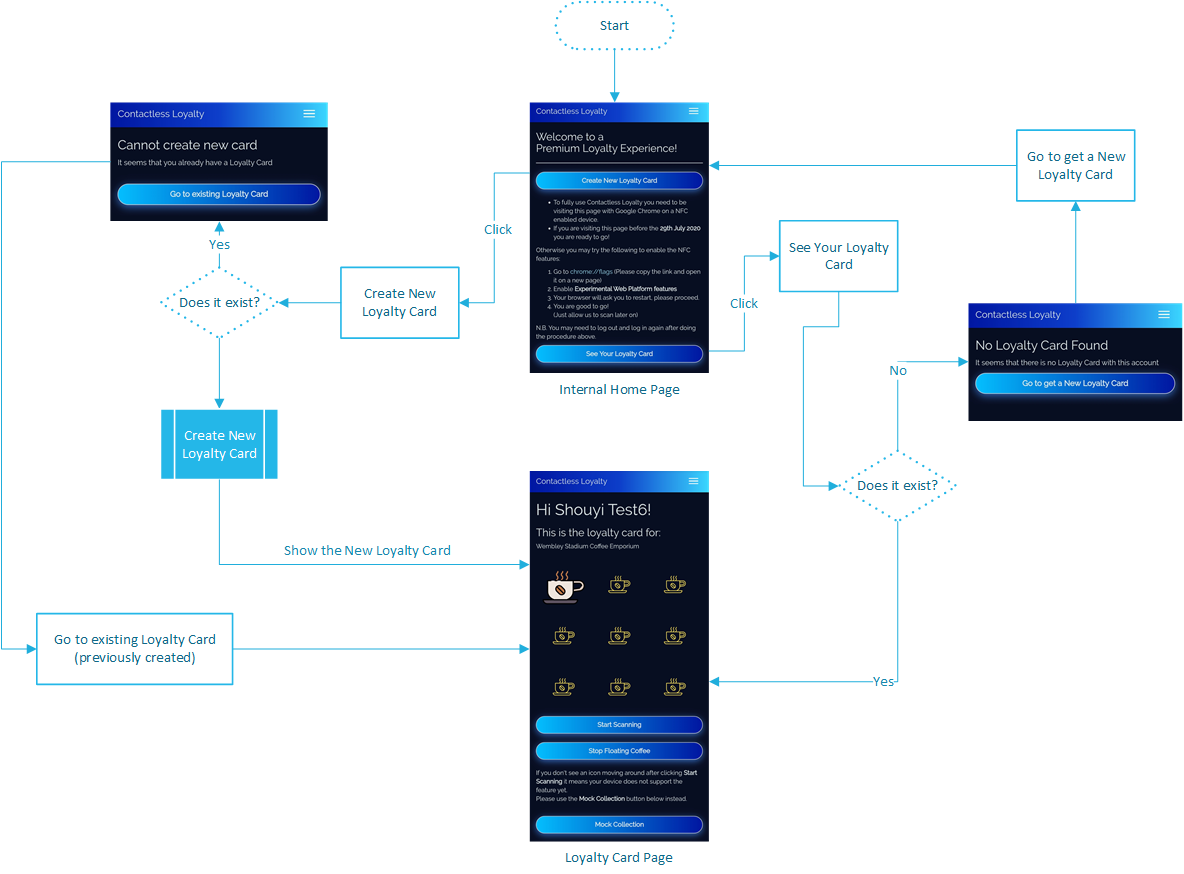 Start
Contactless Loyalty
Cannot create new card
It seems that you already have a Loyalty Card
Go to existing Loyalty Card
Contactless Loyalty
Welcome to a
Premium Loyalty Experience!
Create New Loyalty Card
To fully use Contactless Loyalty you need to be
visiting this page with Google Chrome on a NFC
enabled device.
If you are visiting this page before the 29th July 2020
you are ready to go!
Otherwise you may try the following to enable the NFC
features:
1. Go to chrome://flags (Please copy the link and open
it on a new page)
2. Enable Experimental Web Platform features
3. Your browser will ask you to restart, please proceed.
4. You are good to go!
(Just allow us to scan later on)
N.B. You may need to log out and log in again after doing
the procedure above.
See Your Loyalty Card
Internal Home Page
Go to get a New
Loyalty Card
Click
Yes
Does it exist?
Create New
Loyalty Card
See Your Loyalty
Card
Click
Contactless Loyalty
No Loyalty Card Found
It seems that there is no Loyalty Card with this account
Go to get a New Loyalty Card
No
Does it exist?
Yes
Create New
Loyalty Card
Show the New Loyalty Card
Go to existing Loyalty Card
(previously created)
Contactless Loyalty
Hi Shouyi Test6!
This is the loyalty card for:
Wembley Stadium Coffee Emporium
Start Scanning
Stop Floating Coffee
If you don't see an icon moving around after clicking Start
Scanning it means your device does not support the
feature yet.
Please use the Mock Collection button below instead.
Mock Collection
Loyalty Card Page